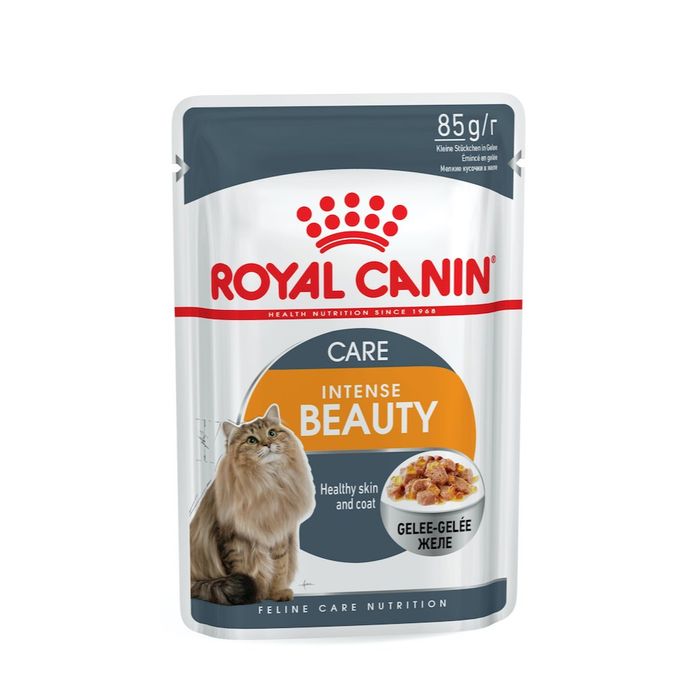 85g/г
Kleine Stückchen in Gelee
Émincé en gelée
Мелкие кусочки в желе
ROYAL CANIN®
HEALTH NUTRITION SINCE 1968
CARE
INTENSE
BEAUTY
Healthy skin
and coat
GELEE-GELÉE
ЖЕЛЕ
FELINE CARE NUTRITION